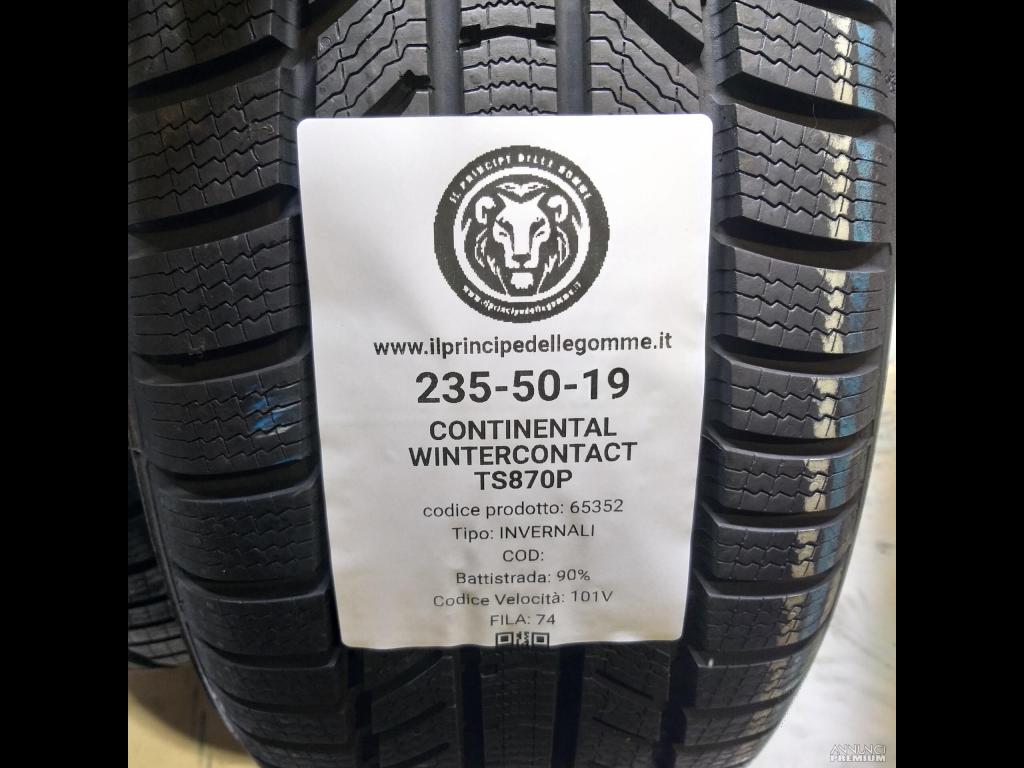 IL PRINCIPE DELLE GOMME
www.ilprincipedellegomme.it
www.ilprincipedellegomme.it
235-50-19
CONTINENTAL
WINTERCONTACT
TS870P
codice prodotto: 65352
Tipo: INVERNALI
COD:
Battistrada: 90%
Codice Velocità: 101V
FILA: 74
ANNUNCI
PREMIUM